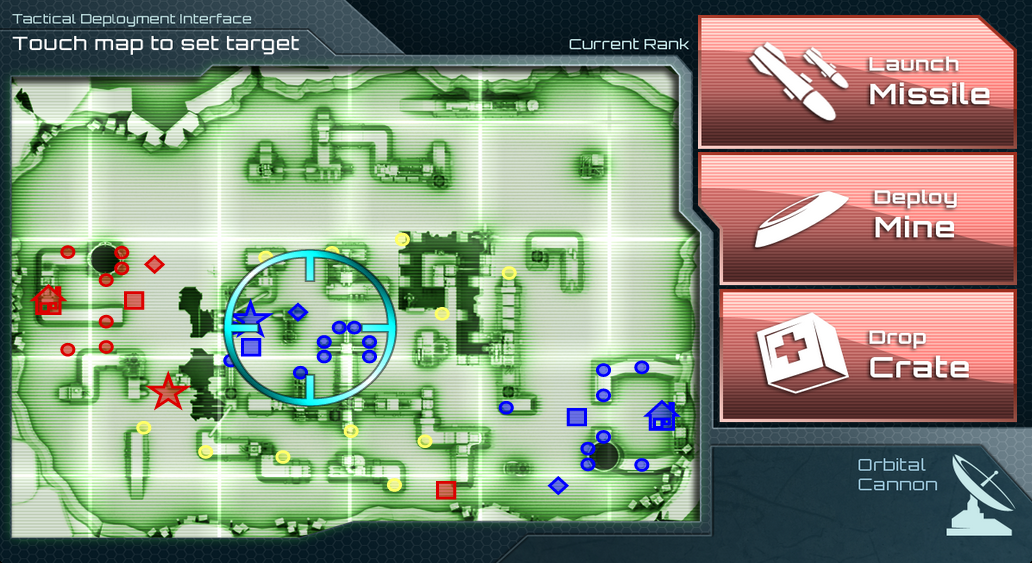 Tactical Deployment Interface
Touch map to set target
Current Rank
Launch
Missile
Deploy
Mine
Drop
Crate
Orbital
Cannon